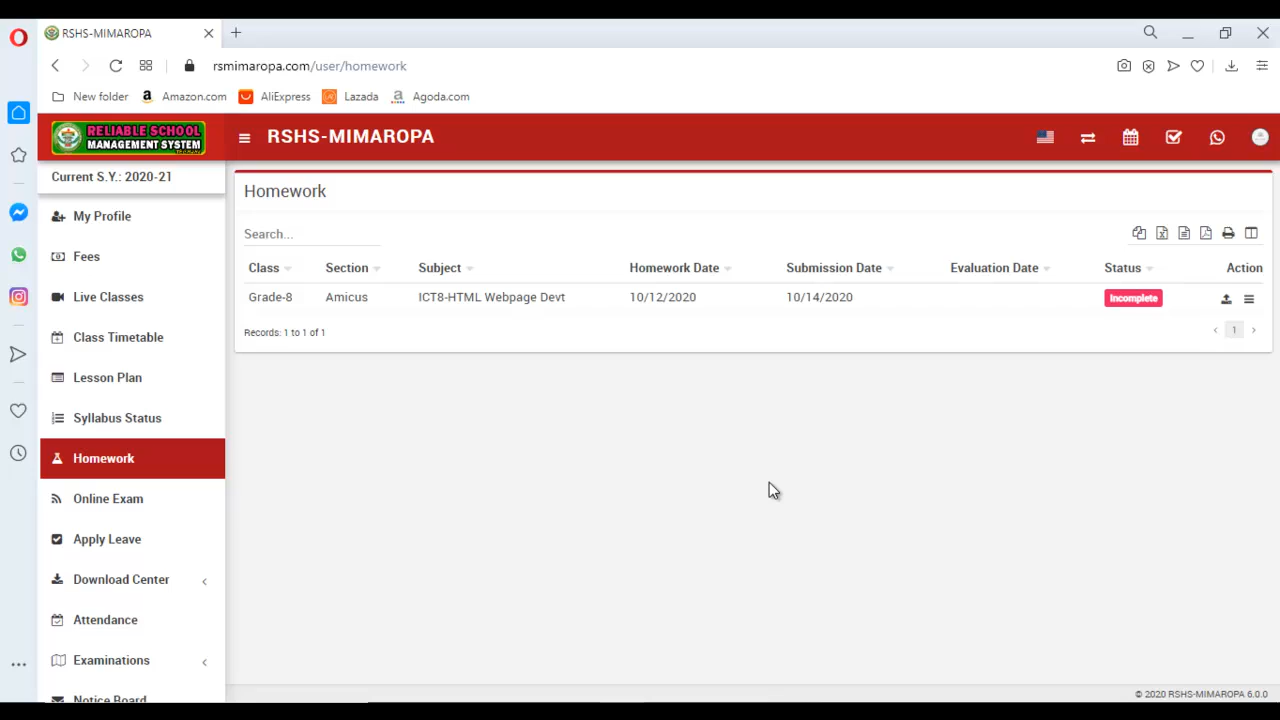 RSHS-MIMAROPA
rsmimaropa.com/user/homework
New folder
a Amazon.com
AliExpress
Lazada
a Agoda.com
RELIABLE SCHOOL
MANAGEMENT SYSTEM
RSHS-MIMAROPA
Current S.Y.: 2020-21
My Profile
Fees
Live Classes
Class Timetable
Lesson Plan
Syllabus Status
Homework
Online Exam
Apply Leave
Download Center
Attendance
Examinations
Notice Board
Homework
Search...
Class Section Subject Homework Date Submission Date Evaluation Date Status Action
Grade-8 Amicus ICT8-HTML Webpage Devt 10/12/2020 10/14/2020 Incomplete
Records: 1 to 1 of 1
1
© 2020 RSHS-MIMAROPA 6.0.0